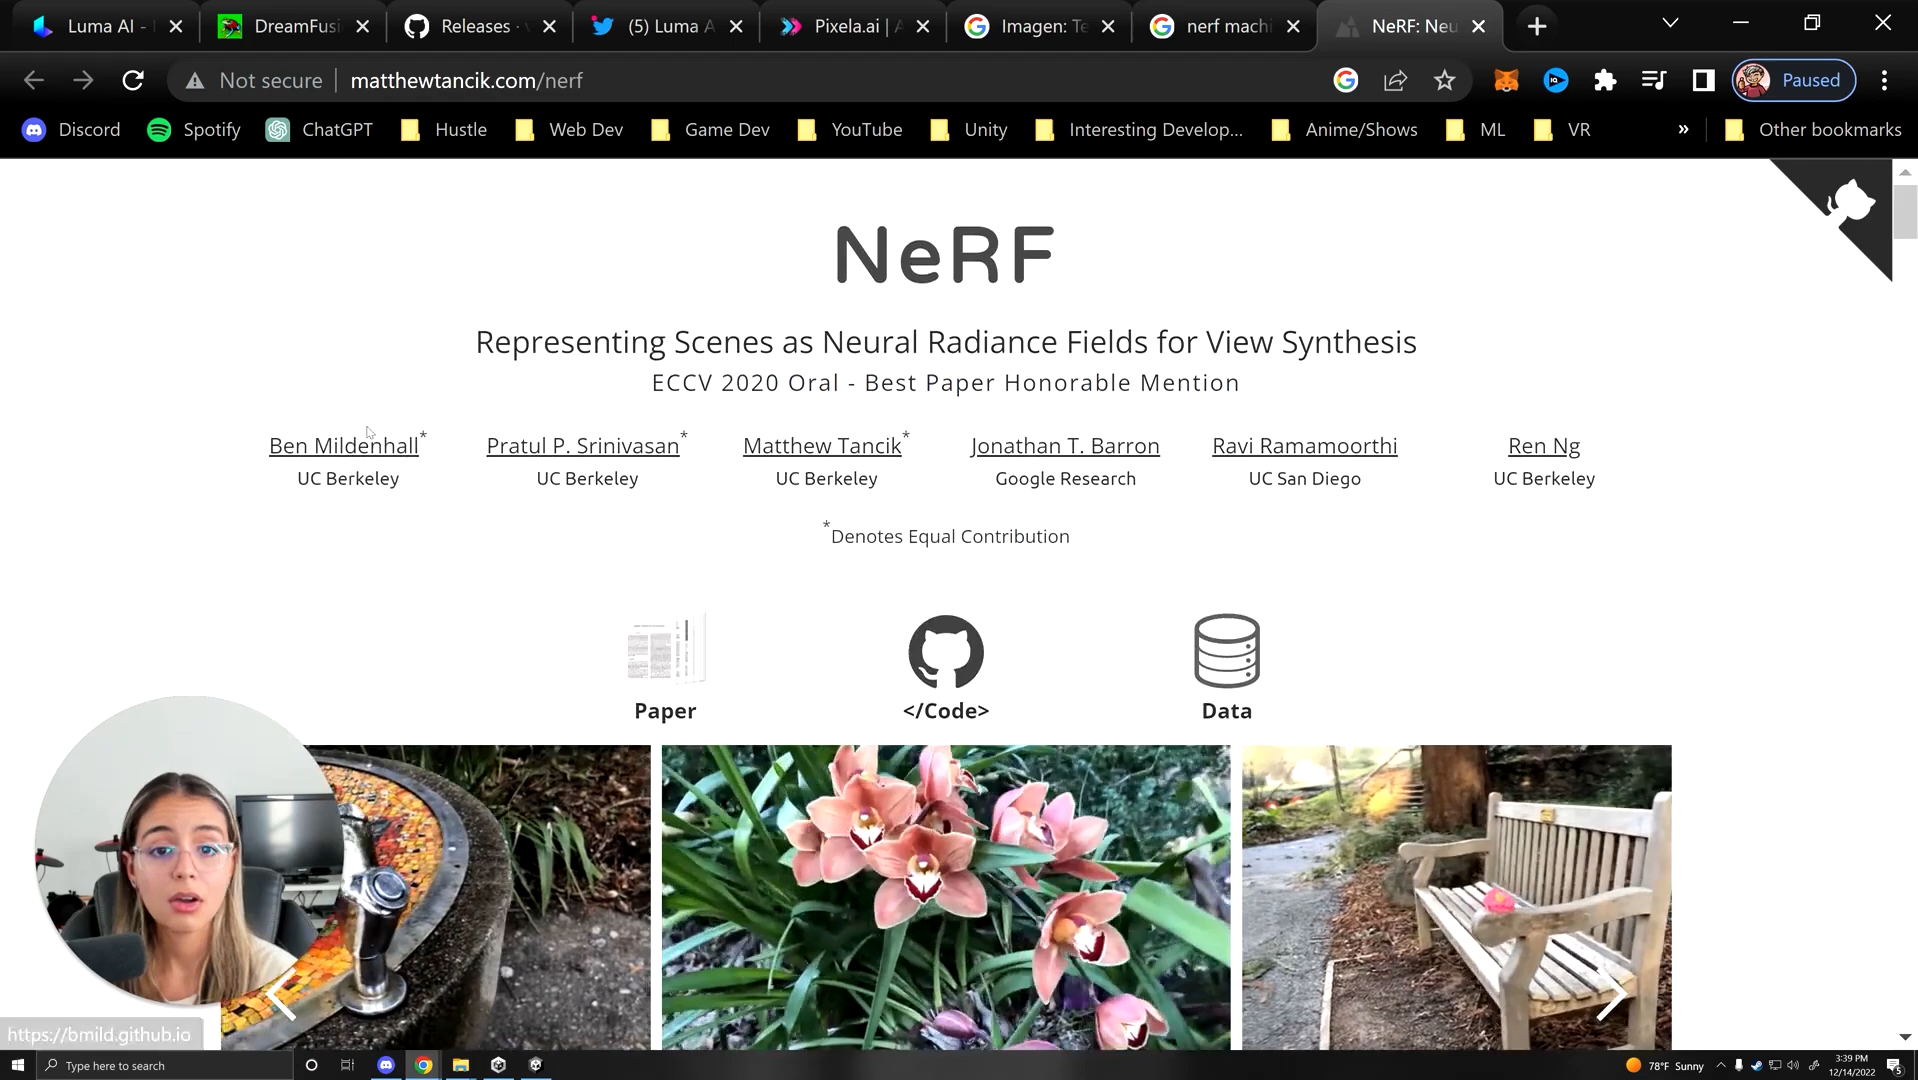 Luma AI -
DreamFusi
Releases ·
(5) Luma A
Pixela.ai | A
Imagen: Te
nerf machi
NeRF: Neu
Not secure
matthewtancik.com/nerf
Paused
Discord
Spotify
ChatGPT
Hustle
Web Dev
Game Dev
YouTube
Unity
Interesting Develop...
Anime/Shows
ML
VR
»
Other bookmarks
NeRF
Representing Scenes as Neural Radiance Fields for View Synthesis
ECCV 2020 Oral - Best Paper Honorable Mention
Ben Mildenhall*
UC Berkeley
Pratul P. Srinivasan*
UC Berkeley
Matthew Tancik*
UC Berkeley
Jonathan T. Barron
Google Research
Ravi Ramamoorthi
UC San Diego
Ren Ng
UC Berkeley
*Denotes Equal Contribution
Paper
</Code>
Data
https://bmild.github.io
Type here to search
78°F Sunny
3:39 PM
12/14/2022
5